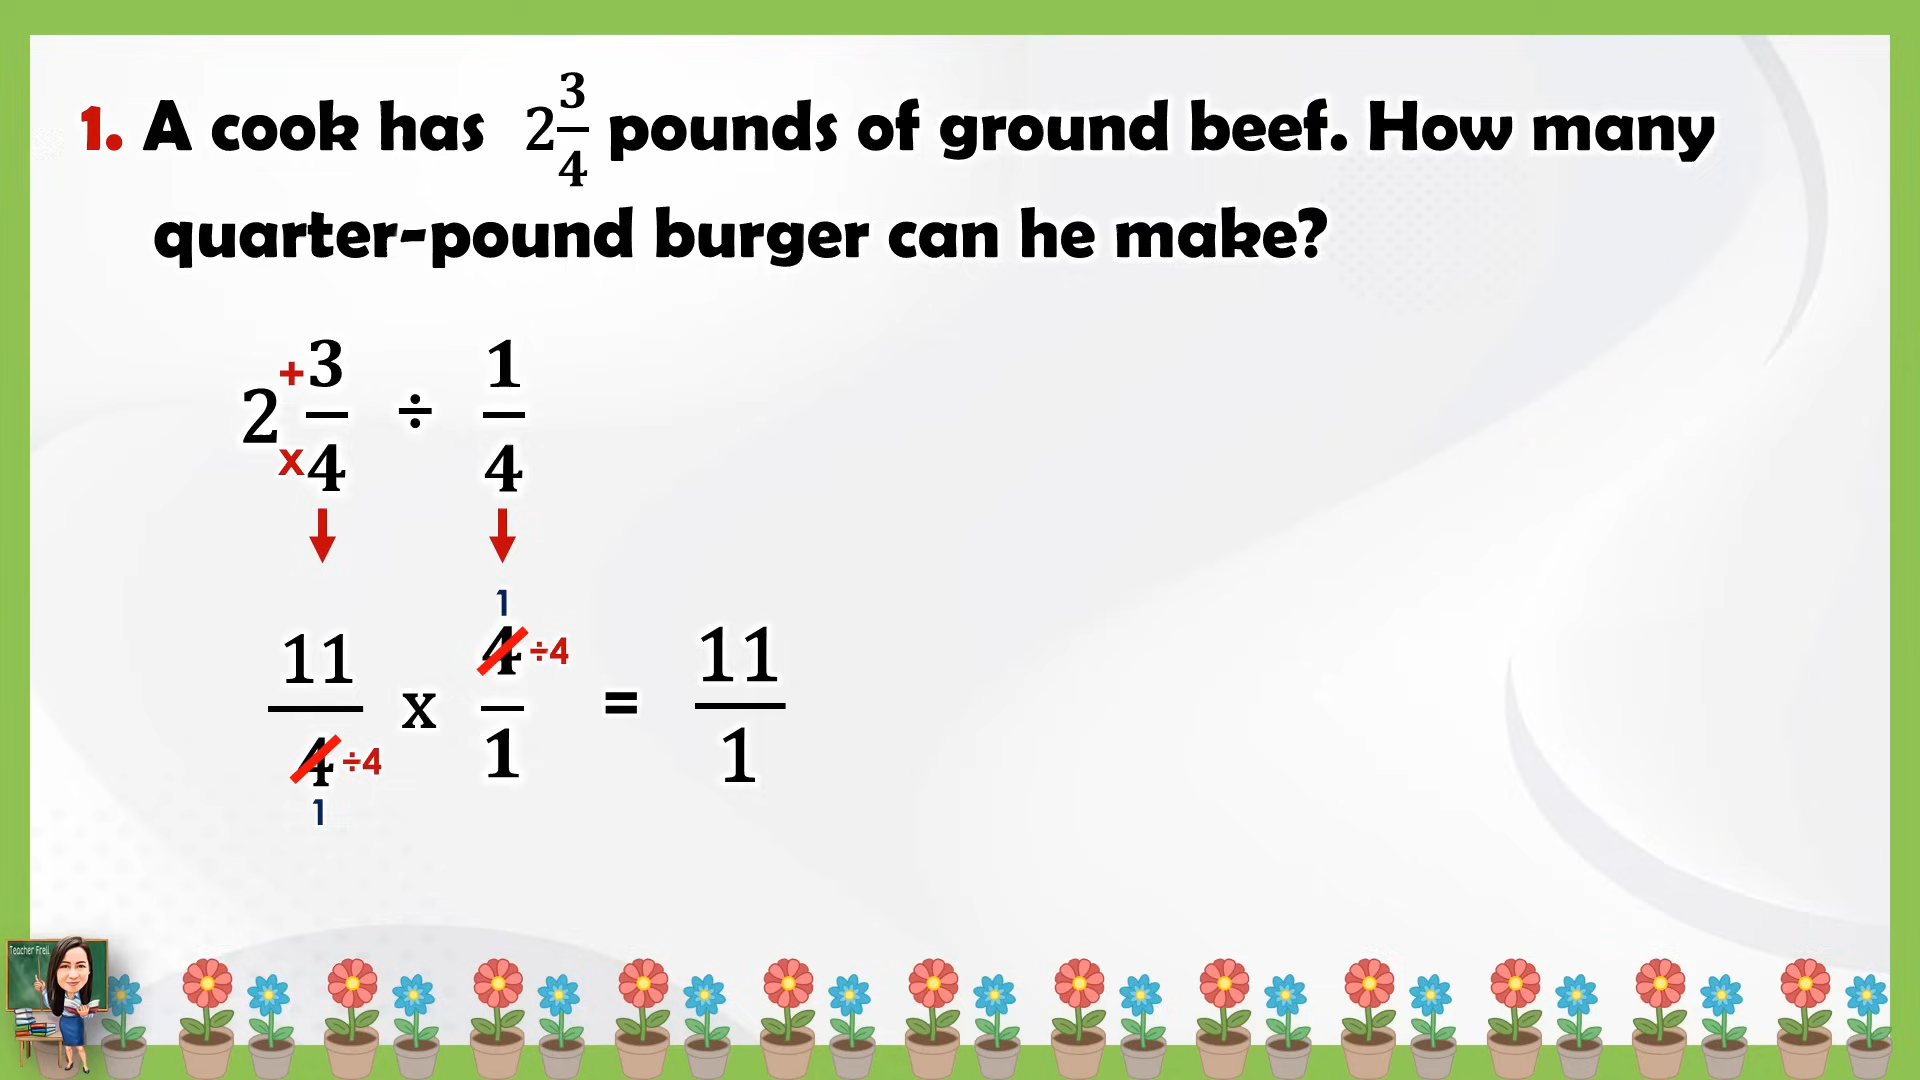 1. A cook has 2 3/4 pounds of ground beef. How many
quarter-pound burger can he make?
2 + 3 / x 4 ÷ 1/4
1
11/4 ÷4 x 4/1 ÷4 = 11/1
1
Teacher Frell